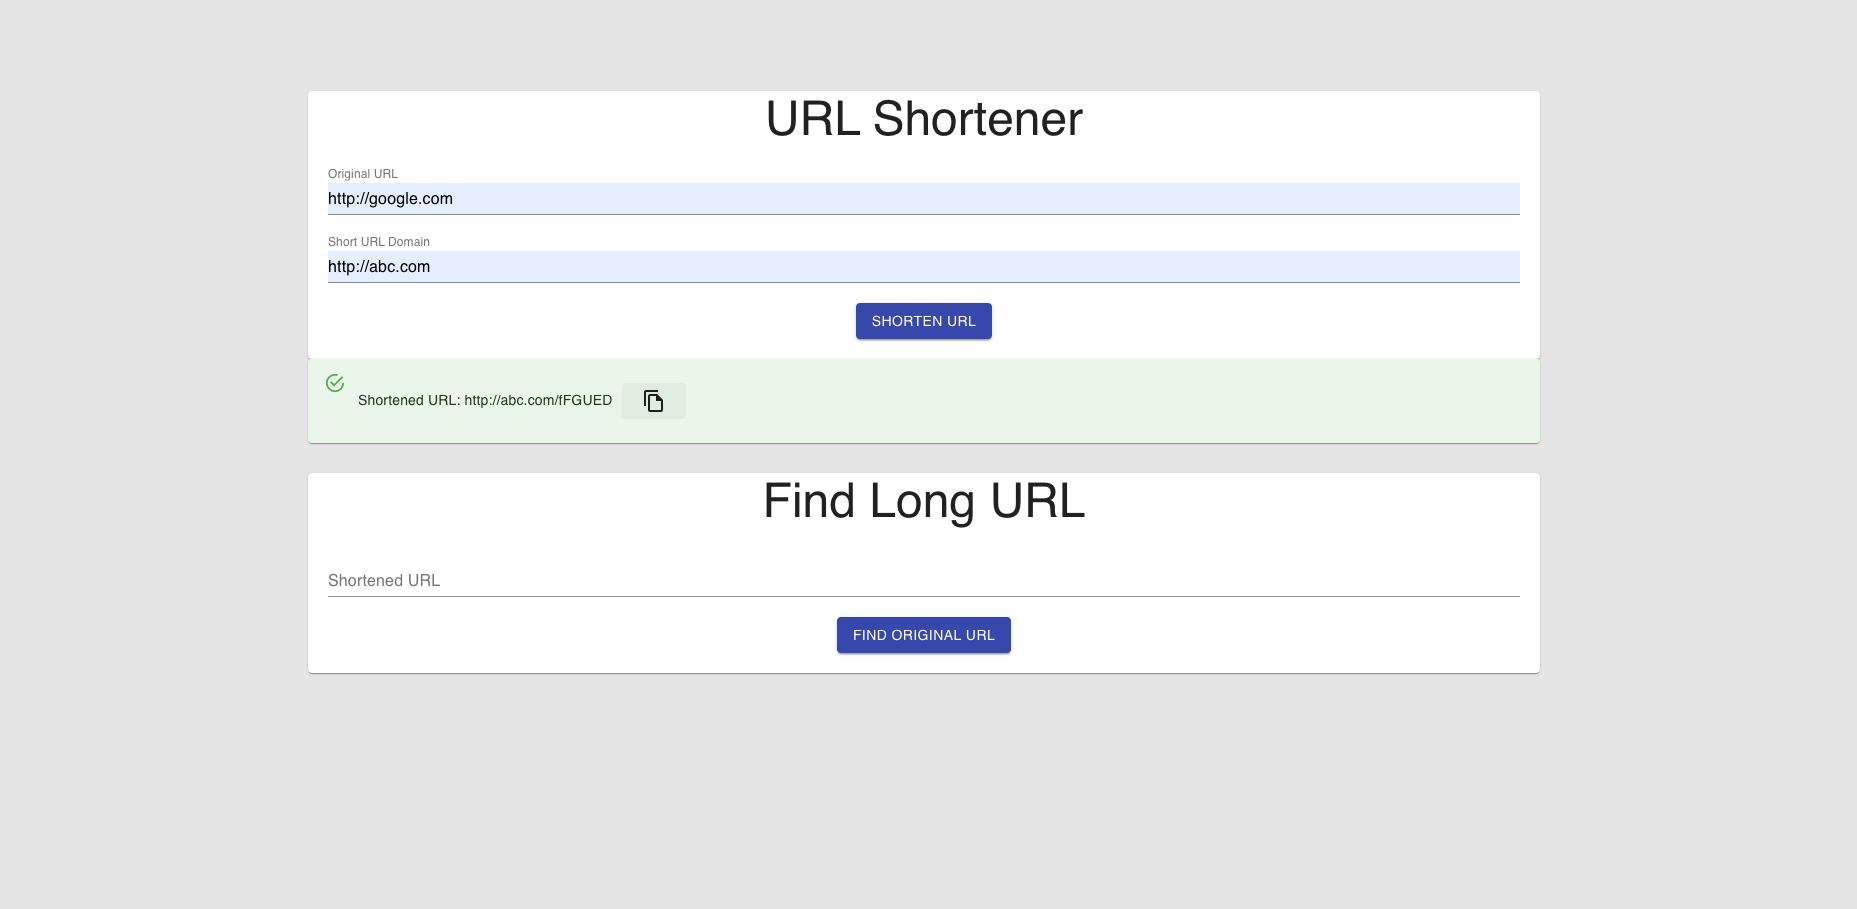 URL Shortener
Original URL
http://google.com
Short URL Domain
http://abc.com
SHORTEN URL
Shortened URL: http://abc.com/fFGUED
Find Long URL
Shortened URL
FIND ORIGINAL URL